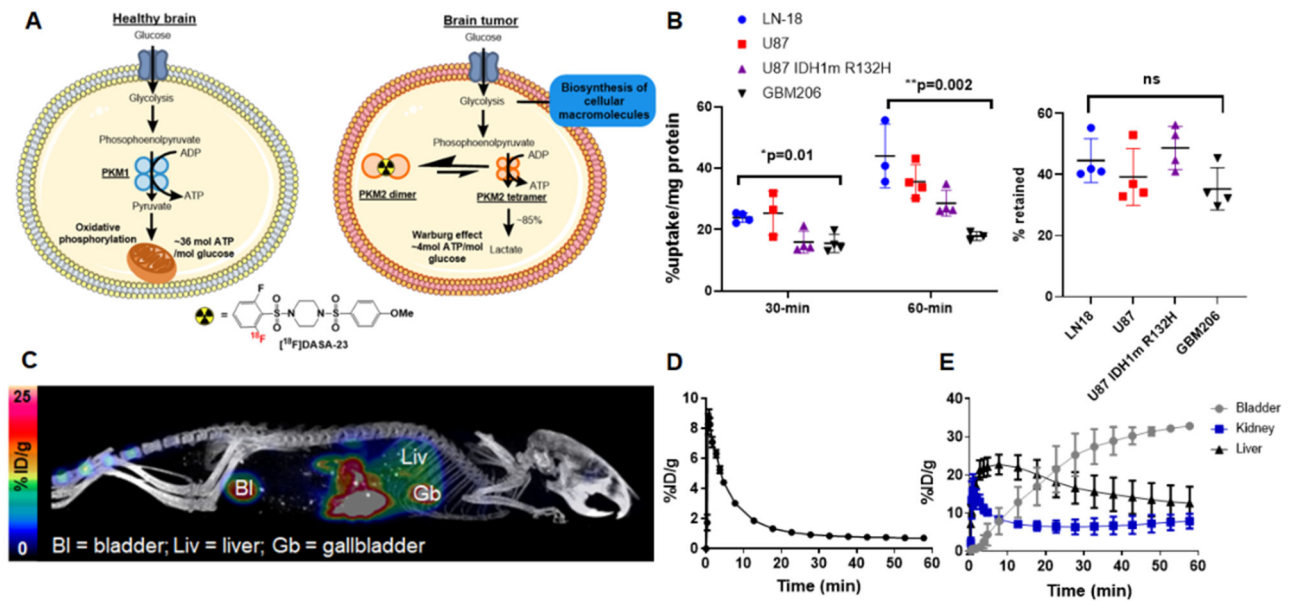 A
Healthy brain
Glucose
Glycolysis
Phosophoenolpyruvate
ADP
PKM1
ATP
Pyruvate
Oxidative
phosphorylation
~36 mol ATP
/mol glucose
Brain tumor
Glucose
Glycolysis
Biosynthesis of
cellular
macromolecules
Phosophoenolpyruvate
ADP
ATP
PKM2 dimer
PKM2 tetramer
~85%
Warburg effect
~4mol ATP/mol
glucose
Lactate
=
F
18F
O
S
O
N
N
O
S
O
OMe
[18F]DASA-23
B
LN-18
U87
U87 IDH1m R132H
GBM206
%uptake/mg protein
60
40
20
0
*p=0.01
**p=0.002
30-min
60-min
ns
% retained
60
40
20
0
LN18
U87
U87 IDH1m R132H
GBM206
C
25
%ID/g
0
Bl
Liv
Gb
Bl = bladder; Liv = liver; Gb = gallbladder
D
%ID/g
10
8
6
4
2
0
0
10
20
30
40
50
60
Time (min)
E
%ID/g
40
30
20
10
0
0
10
20
30
40
50
60
Time (min)
Bladder
Kidney
Liver